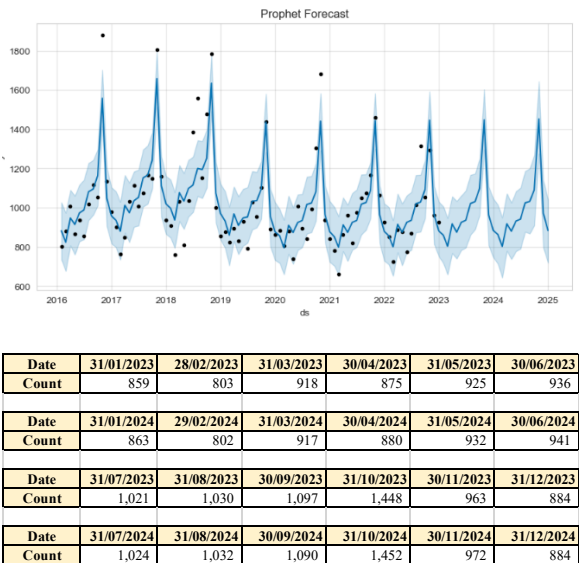 Prophet Forecast
1800
1600
1400
1200
1000
800
600
2016 2017 2018 2019 2020 2021 2022 2023 2024 2025
ds
Date 31/01/2023 28/02/2023 31/03/2023 30/04/2023 31/05/2023 30/06/2023
Count 859 803 918 875 925 936
Date 31/01/2024 29/02/2024 31/03/2024 30/04/2024 31/05/2024 30/06/2024
Count 863 802 917 880 932 941
Date 31/07/2023 31/08/2023 30/09/2023 31/10/2023 30/11/2023 31/12/2023
Count 1,021 1,030 1,097 1,448 963 884
Date 31/07/2024 31/08/2024 30/09/2024 31/10/2024 30/11/2024 31/12/2024
Count 1,024 1,032 1,090 1,452 972 884